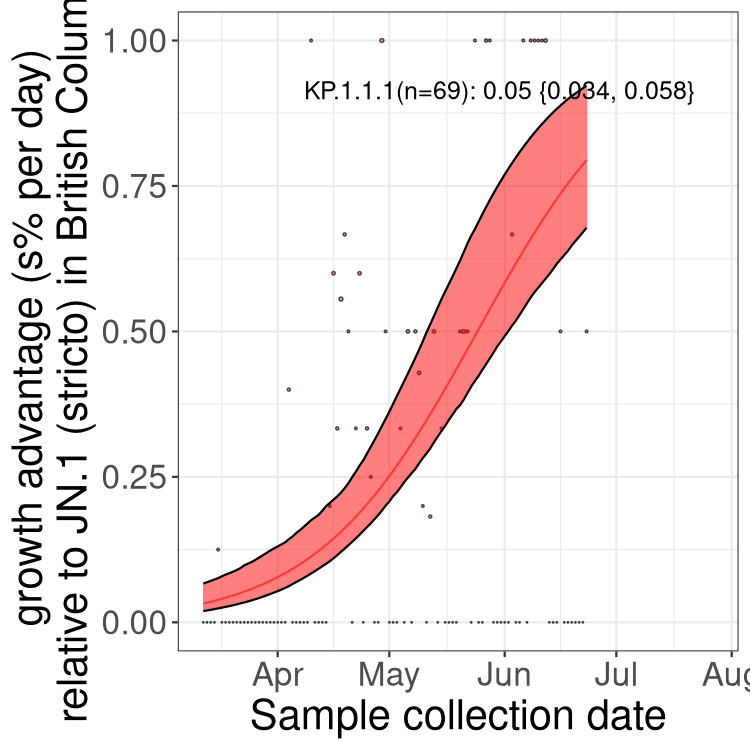 growth advantage (s% per day)
relative to JN.1 (stricto) in British Colum
1.00
0.75
0.50
0.25
0.00
KP.1.1.1(n=69): 0.05 {0.034, 0.058}
Apr May Jun Jul Aug
Sample collection date